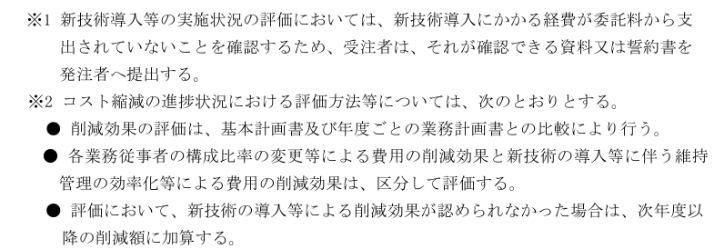 ※1 新技術導入等の実施状況の評価においては、新技術導入にかかる経費が委託料から支
出されていないことを確認するため、受注者は、それが確認できる資料又は誓約書を
発注者へ提出する。
※2 コスト縮減の進捗状況における評価方法等については、次のとおりとする。
● 削減効果の評価は、基本計画書及び年度ごとの業務計画書との比較により行う。
● 各業務従事者の構成比率の変更等による費用の削減効果と新技術の導入等に伴う維持
管理の効率化等による費用の削減効果は、区分して評価する。
● 評価において、新技術の導入等による削減効果が認められなかった場合は、次年度以
降の削減額に加算する。